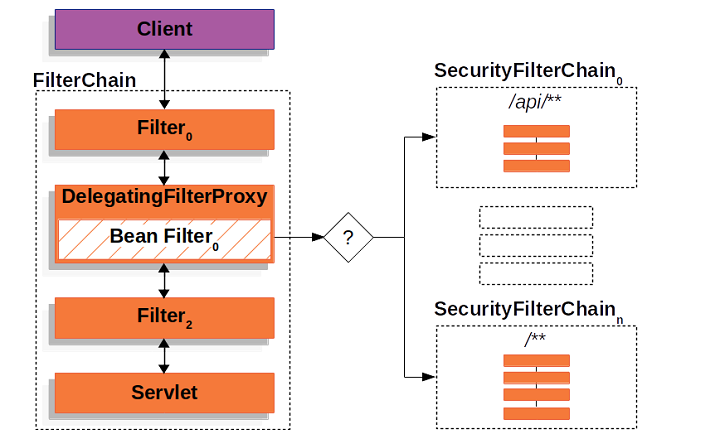 Client
FilterChain
Filter0
DelegatingFilterProxy
Bean Filter0
Filter2
Servlet
?
SecurityFilterChain0
/api/**
SecurityFilterChainn
/**